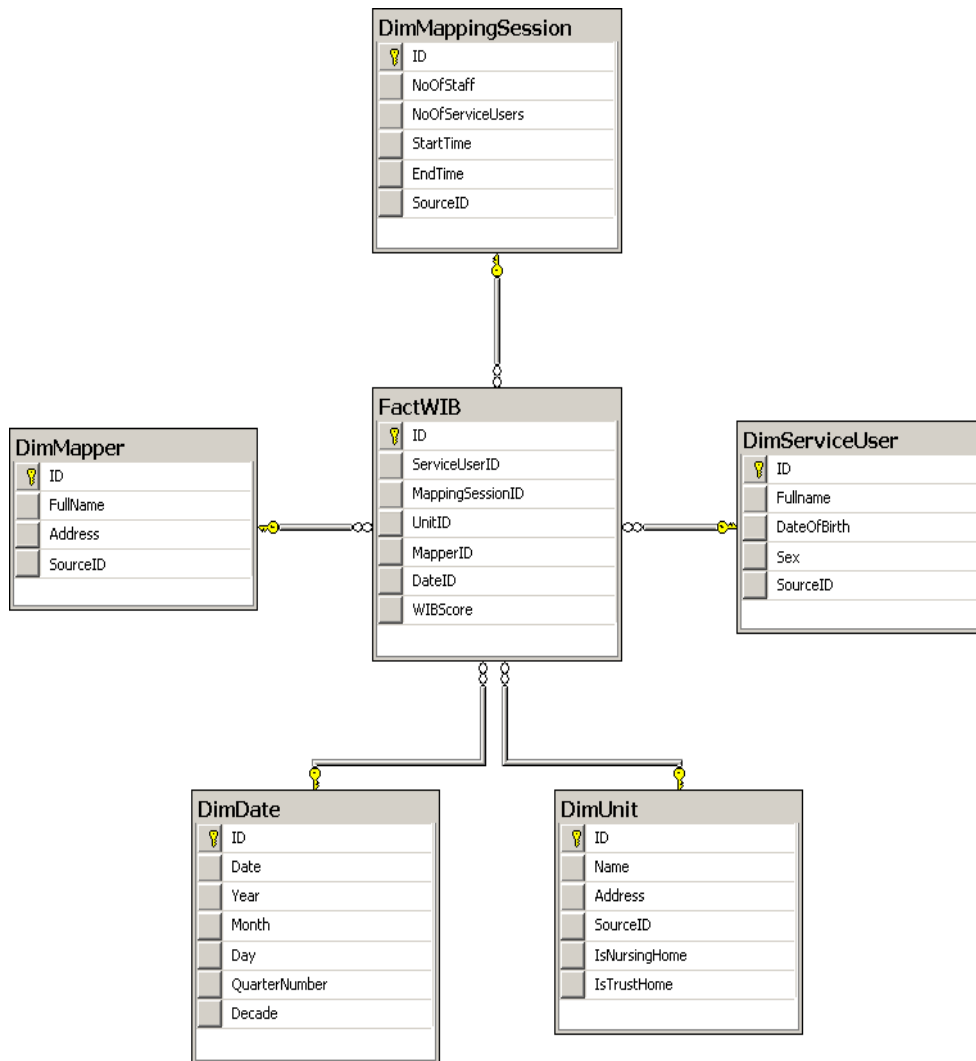 DimMappingSession
ID
NoOfStaff
NoOfServiceUsers
StartTime
EndTime
SourceID
FactWIB
ID
ServiceUserID
MappingSessionID
UnitID
MapperID
DateID
WIBScore
DimMapper
ID
FullName
Address
SourceID
DimServiceUser
ID
Fullname
DateOfBirth
Sex
SourceID
DimDate
ID
Date
Year
Month
Day
QuarterNumber
Decade
DimUnit
ID
Name
Address
SourceID
IsNursingHome
IsTrustHome